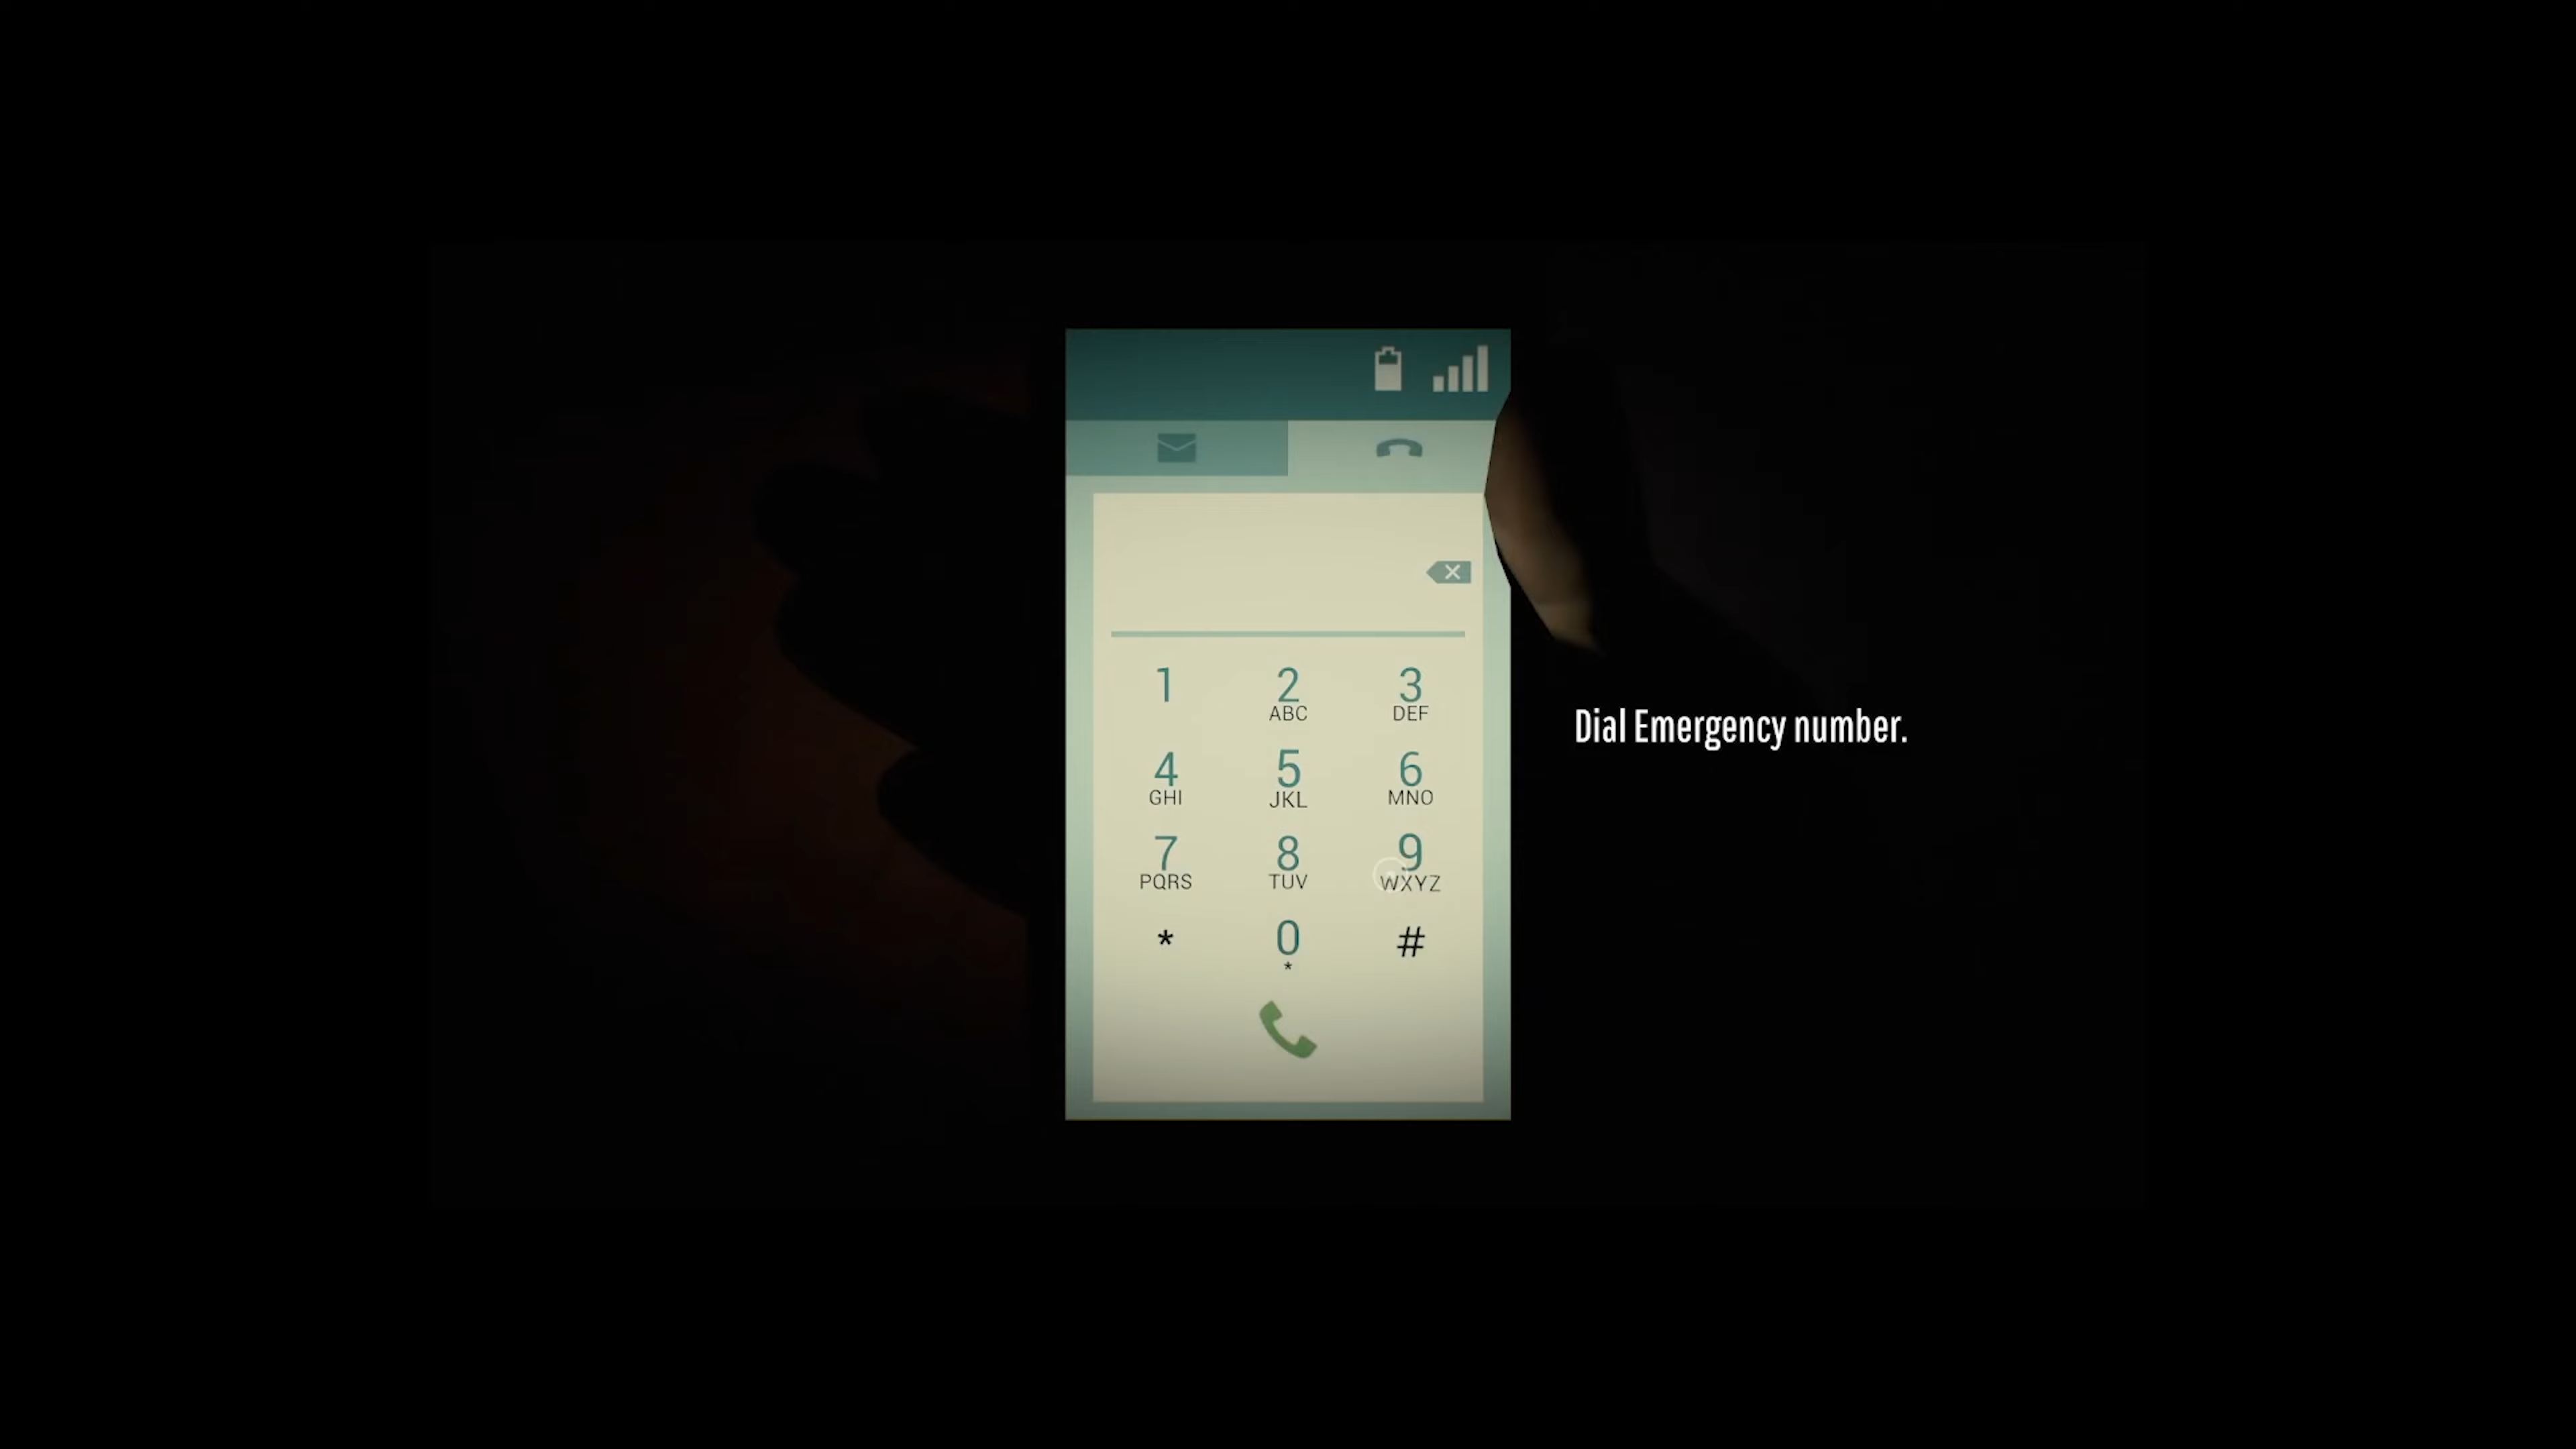 1 2 3
ABC DEF
4 5 6
GHI JKL MNO
7 8 9
PQRS TUV WXYZ
* 0 #
*
Dial Emergency number.